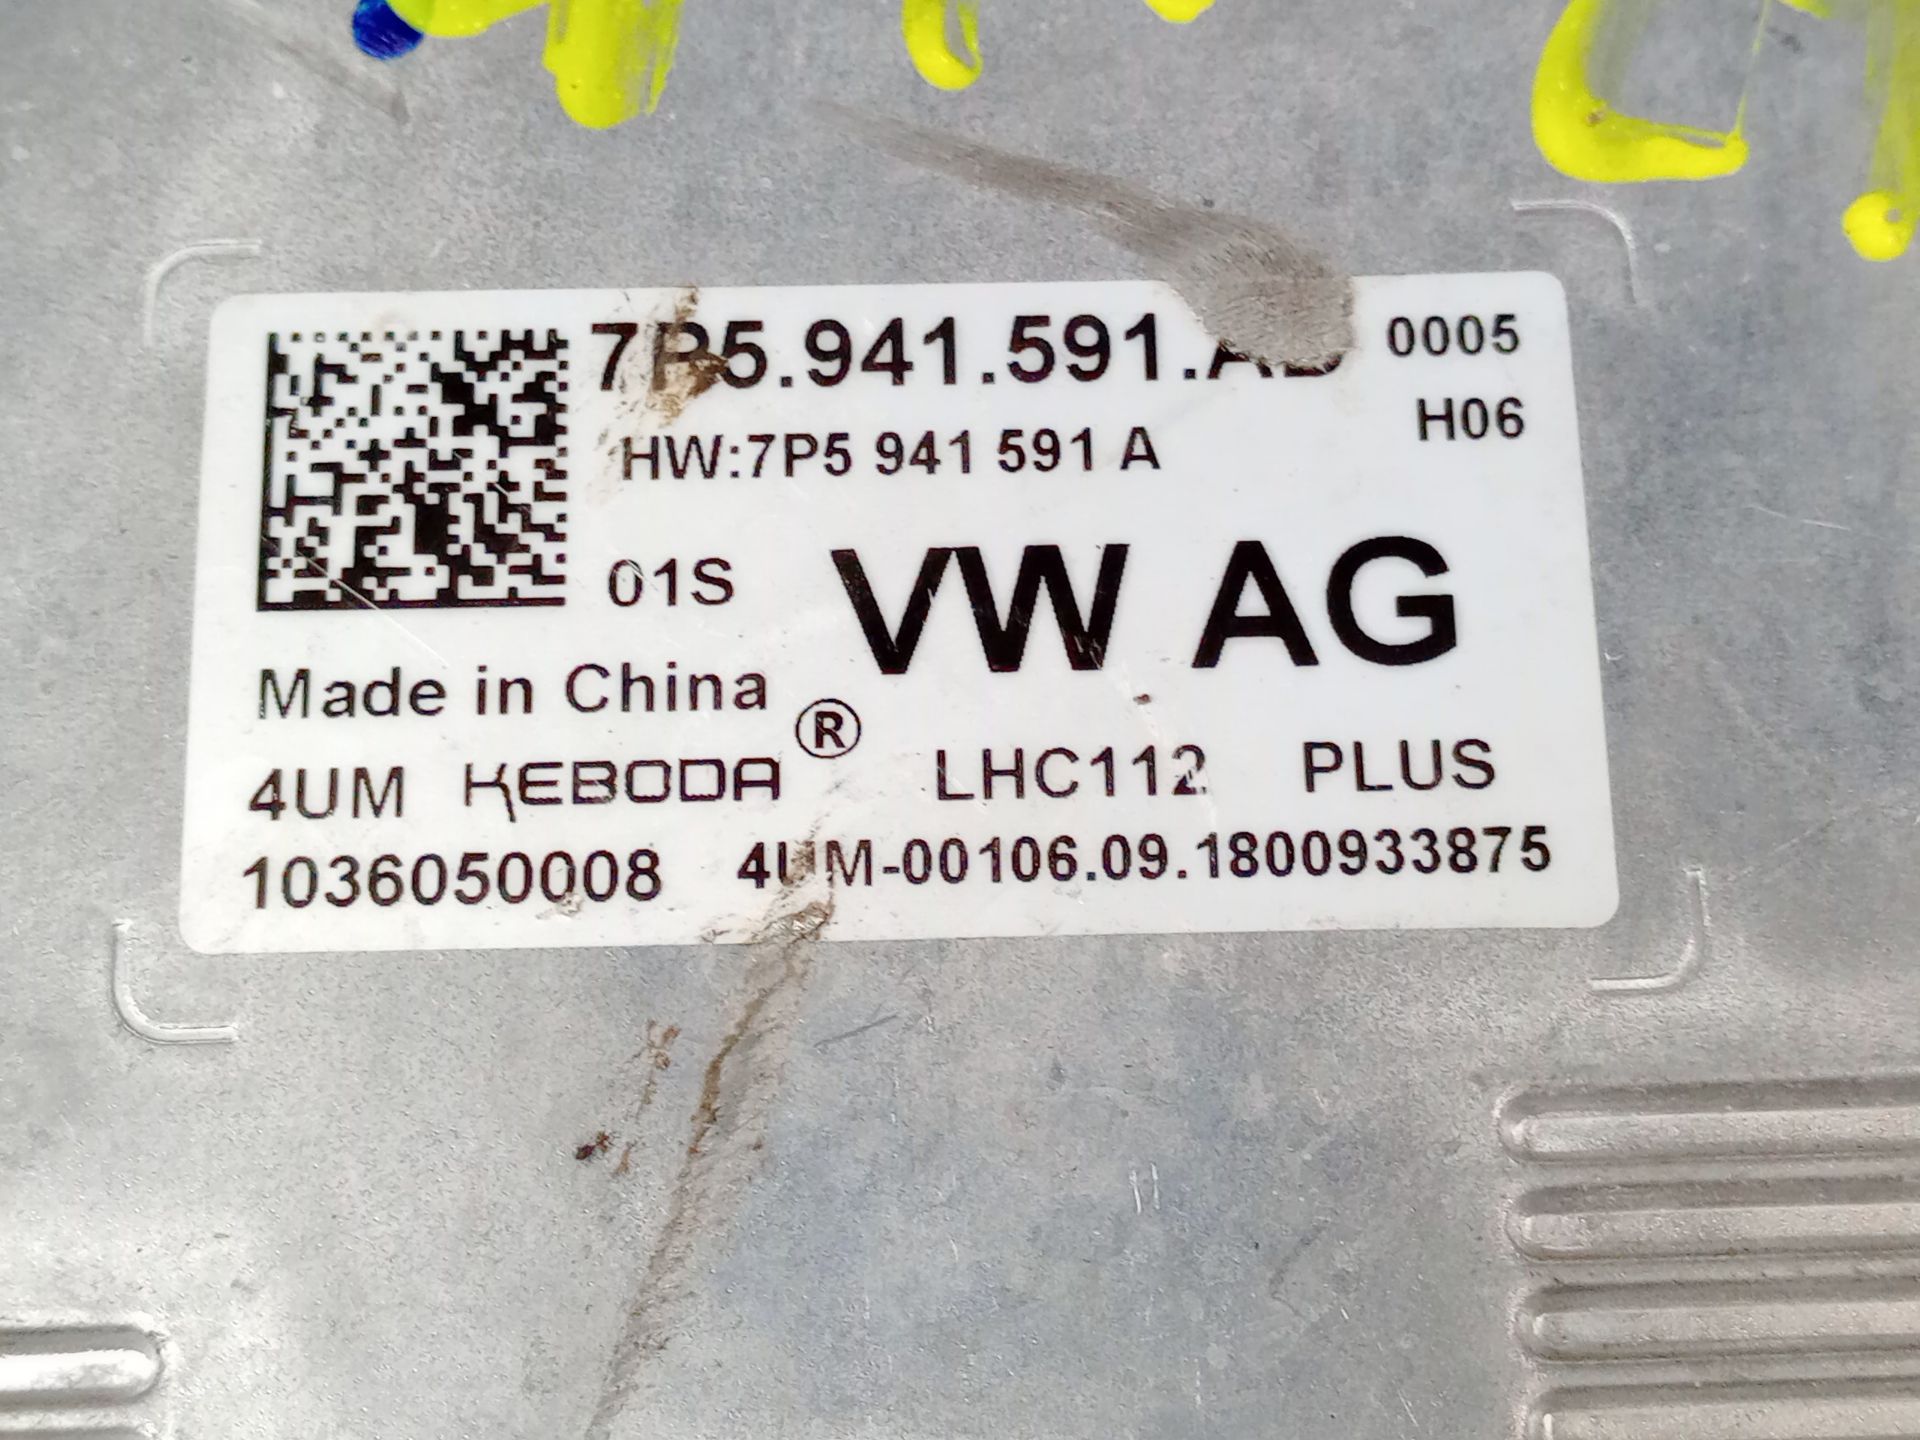 7P5.941.591. 0005
HW:7P5 941 591 A H06
01S VW AG
Made in China
4UM KEBODA® LHC112 PLUS
1036050008 4UM-00106.09.1800933875